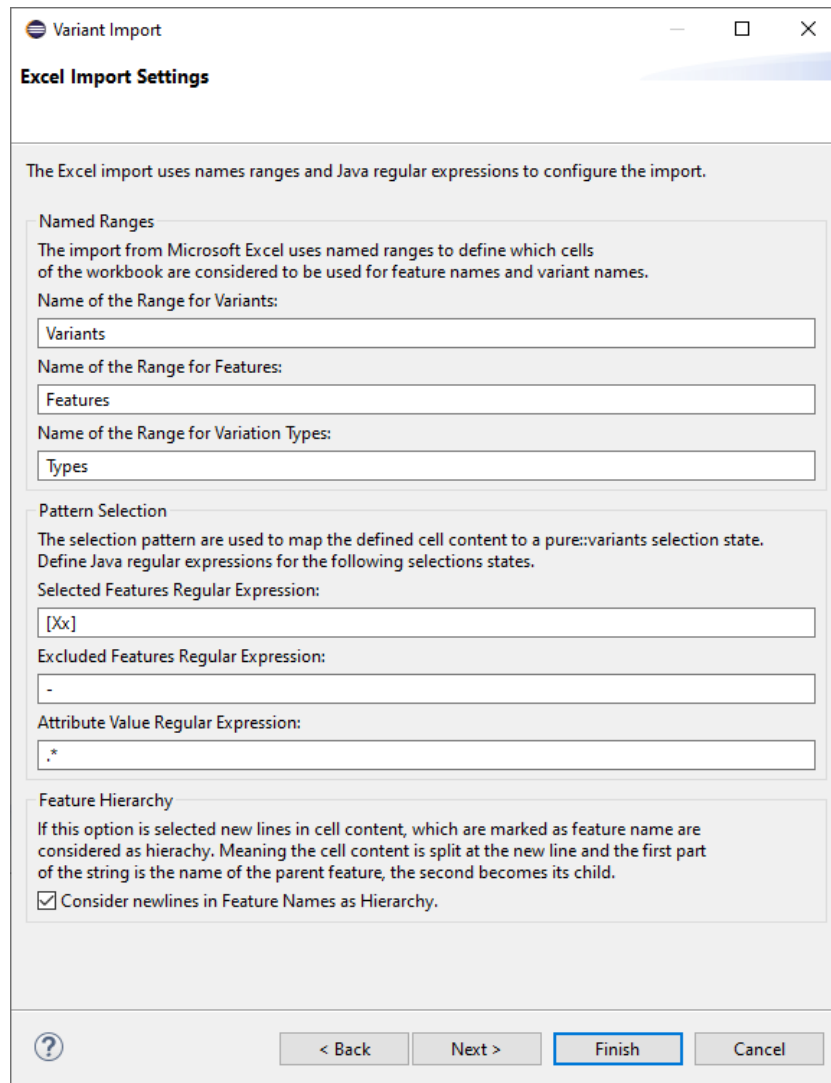 Variant Import
Excel Import Settings
The Excel import uses names ranges and Java regular expressions to configure the import.
Named Ranges
The import from Microsoft Excel uses named ranges to define which cells
of the workbook are considered to be used for feature names and variant names.
Name of the Range for Variants:
Variants
Name of the Range for Features:
Features
Name of the Range for Variation Types:
Types
Pattern Selection
The selection pattern are used to map the defined cell content to a pure::variants selection state.
Define Java regular expressions for the following selections states.
Selected Features Regular Expression:
[Xx]
Excluded Features Regular Expression:
-
Attribute Value Regular Expression:
.*
Feature Hierarchy
If this option is selected new lines in cell content, which are marked as feature name are
considered as hierachy. Meaning the cell content is split at the new line and the first part
of the string is the name of the parent feature, the second becomes its child.
Consider newlines in Feature Names as Hierarchy.
?
< Back
Next >
Finish
Cancel